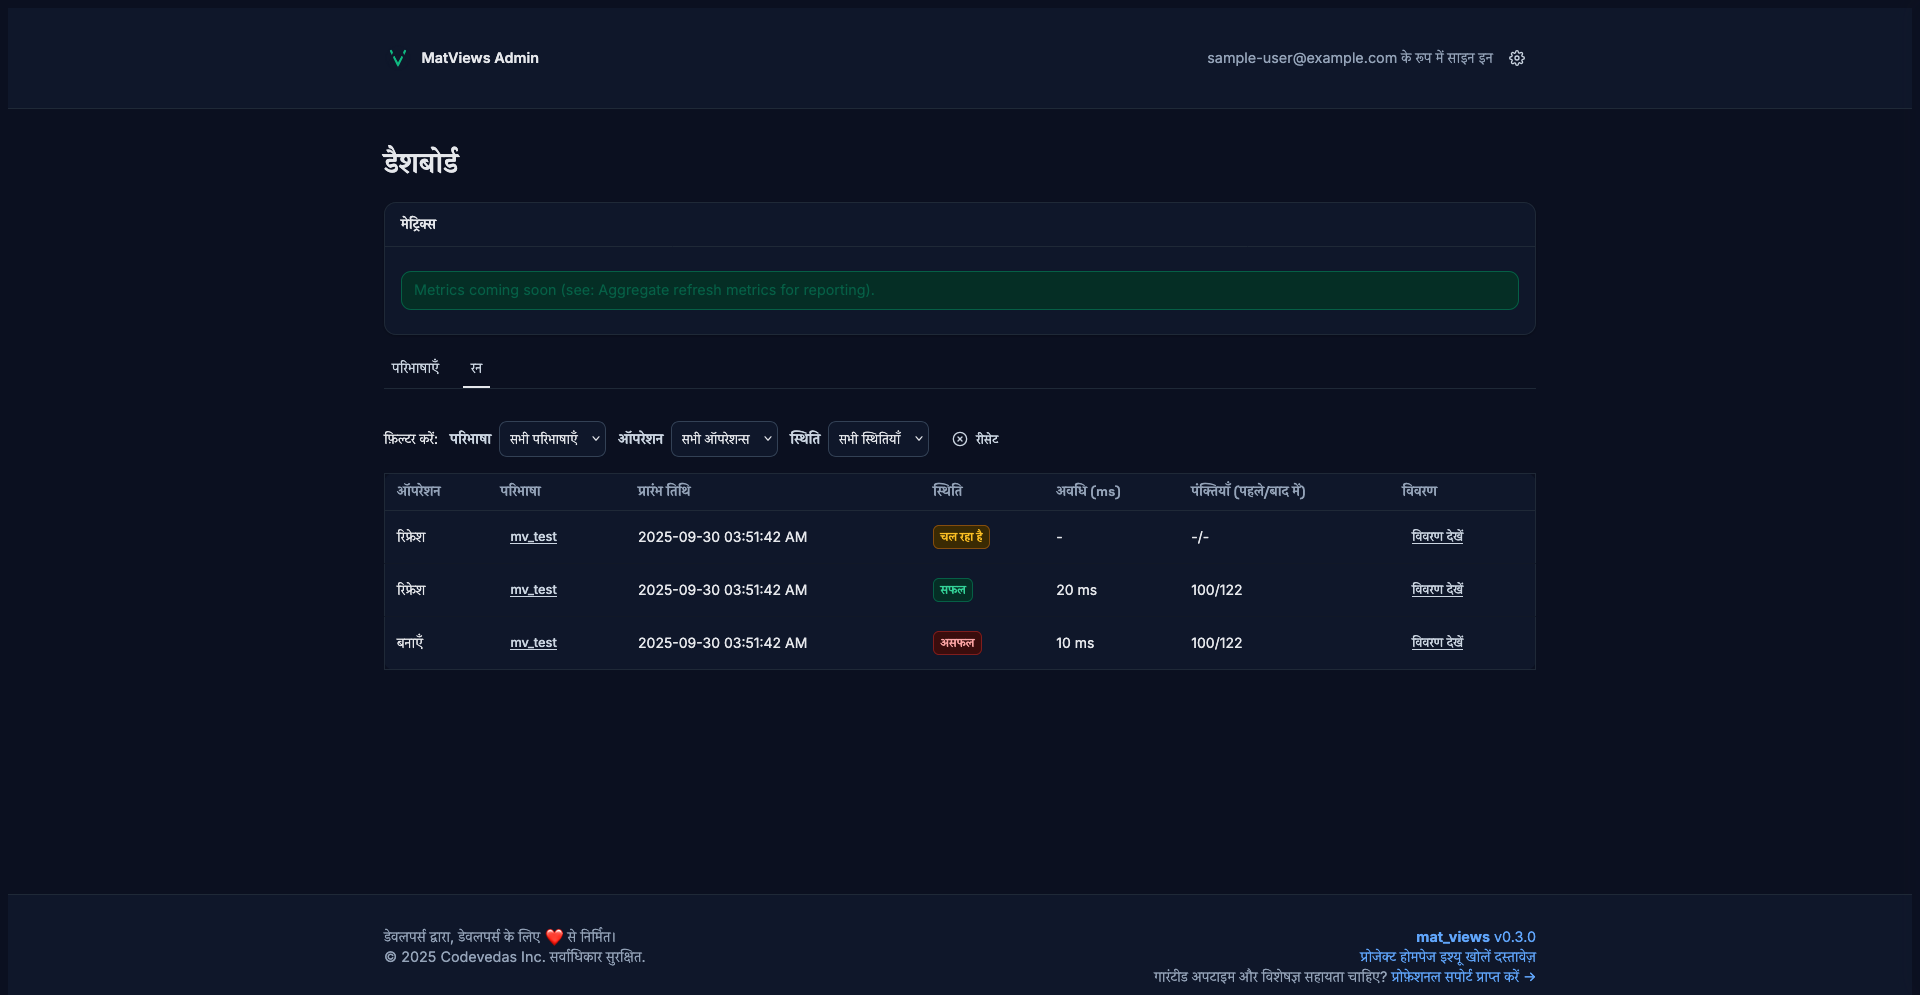 MatViews Admin
sample-user@example.com के रूप में साइन इन
डैशबोर्ड
मेट्रिक्स
Metrics coming soon (see: Aggregate refresh metrics for reporting).
परिभाषाएँ रन
फ़िल्टर करें: परिभाषा सभी परिभाषाएँ ऑपरेशन सभी ऑपरेशन्स स्थिति सभी स्थितियाँ रीसेट
ऑपरेशन परिभाषा प्रारंभ तिथि स्थिति अवधि (ms) पंक्तियाँ (पहले/बाद में) विवरण
रिफ्रेश mv_test 2025-09-30 03:51:42 AM चल रहा है - -/- विवरण देखें
रिफ्रेश mv_test 2025-09-30 03:51:42 AM सफल 20 ms 100/122 विवरण देखें
बनाएँ mv_test 2025-09-30 03:51:42 AM असफल 10 ms 100/122 विवरण देखें
डेवलपर्स द्वारा, डेवलपर्स के लिए ❤️ से निर्मित।
© 2025 Codevedas Inc. सर्वाधिकार सुरक्षित.
mat_views v0.3.0
प्रोजेक्ट होमपेज इश्यू खोलें दस्तावेज़
गारंटीड अपटाइम और विशेषज्ञ सहायता चाहिए? प्रोफ़ेशनल सपोर्ट प्राप्त करें →